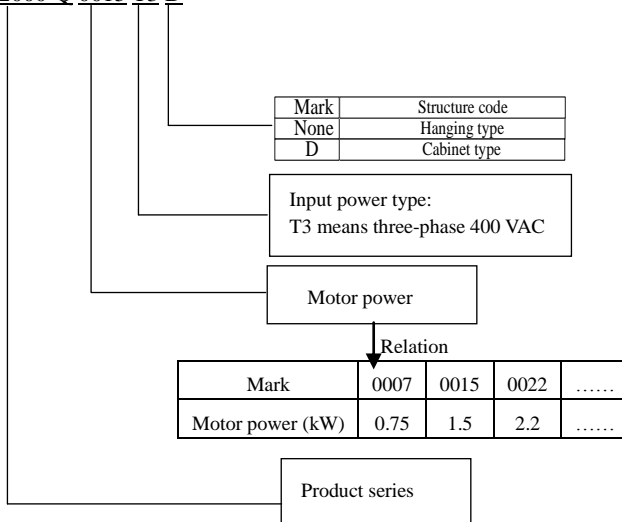 Mark Structure code
None Hanging type
D Cabinet type
Input power type:
T3 means three-phase 400 VAC
Motor power
Relation
Mark 0007 0015 0022 ……
Motor power (kW) 0.75 1.5 2.2 ……
Product series